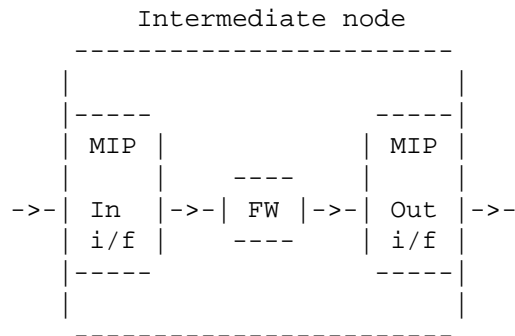 Intermediate node
MIP MIP
->-| In |->-| FW |->-| Out |->-
i/f i/f